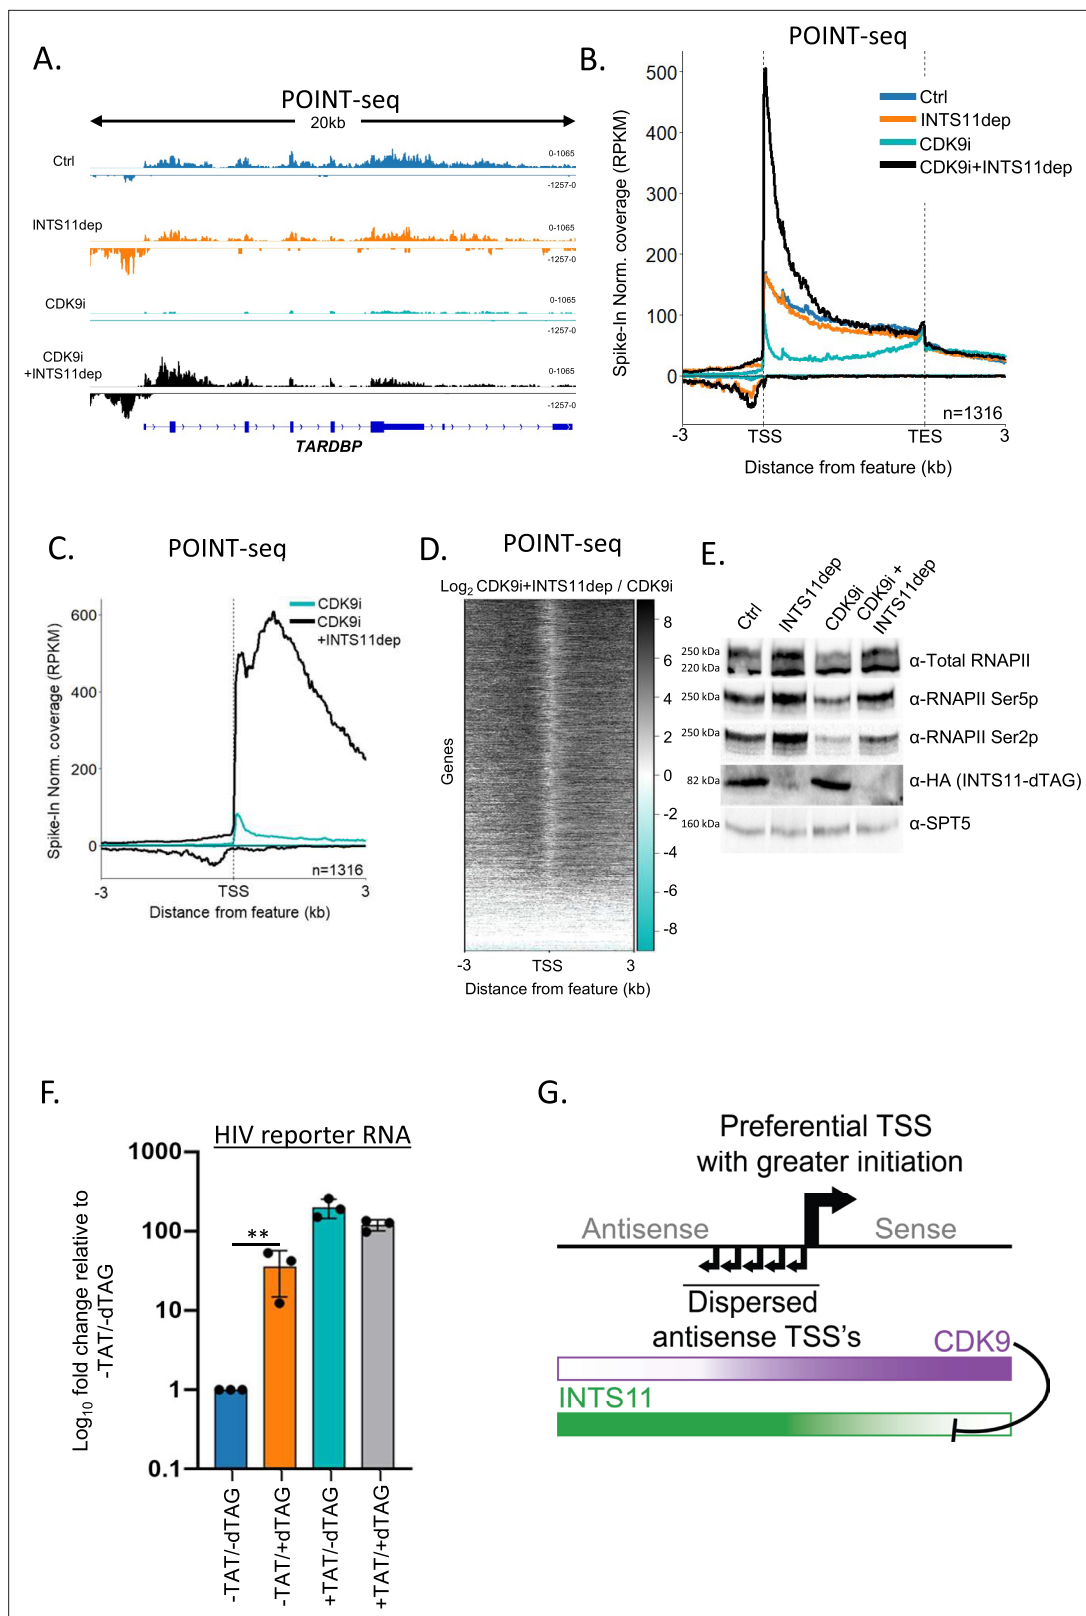 A.
POINT-seq
20kb
Ctrl
0-1065
-1257-0
INTS11dep
0-1065
-1257-0
CDK9i
0-1065
-1257-0
CDK9i
+INTS11dep
0-1065
-1257-0
TARDBP
B.
POINT-seq
Spike-In Norm. coverage (RPKM)
500
400
300
200
100
0
Ctrl
INTS11dep
CDK9i
CDK9i+INTS11dep
n=1316
-3
TSS
TES
3
Distance from feature (kb)
C.
POINT-seq
Spike-In Norm. coverage (RPKM)
600
400
200
0
CDK9i
CDK9i
+INTS11dep
n=1316
-3
TSS
3
Distance from feature (kb)
D.
POINT-seq
Log2 CDK9i+INTS11dep / CDK9i
Genes
8
6
4
2
0
-2
-4
-6
-8
-3
TSS
3
Distance from feature (kb)
E.
Ctrl
INTS11dep
CDK9i
CDK9i +
INTS11dep
250 kDa
220 kDa
α-Total RNAPII
250 kDa
α-RNAPII Ser5p
250 kDa
α-RNAPII Ser2p
82 kDa
α-HA (INTS11-dTAG)
160 kDa
α-SPT5
F.
HIV reporter RNA
Log10 fold change relative to
-TAT/-dTAG
1000
100
10
1
0.1
**
-TAT/-dTAG
-TAT/+dTAG
+TAT/-dTAG
+TAT/+dTAG
G.
Preferential TSS
with greater initiation
Antisense
Sense
Dispersed
antisense TSS's
CDK9
INTS11